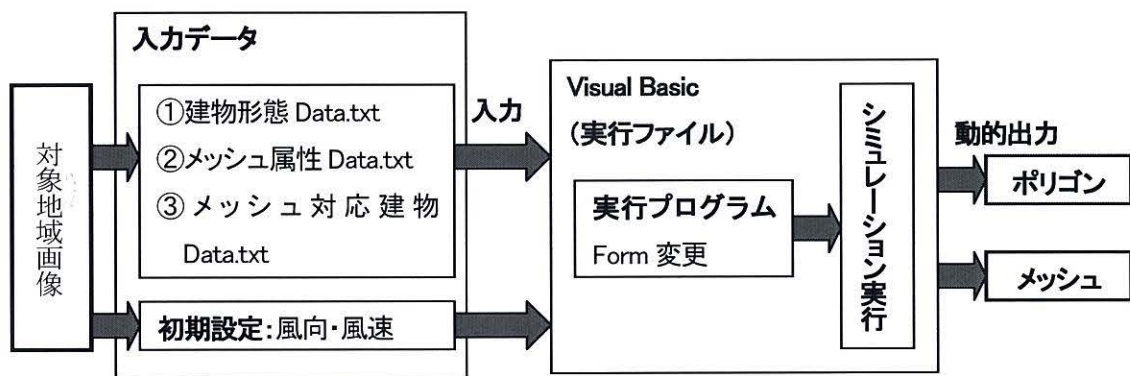 対象地域画像
入力データ
①建物形態 Data.txt
②メッシュ属性 Data.txt
③メッシュ対応建物
Data.txt
初期設定:風向・風速
入力
Visual Basic
(実行ファイル)
実行プログラム
Form 変更
シミュレーション実行
動的出力
ポリゴン
メッシュ